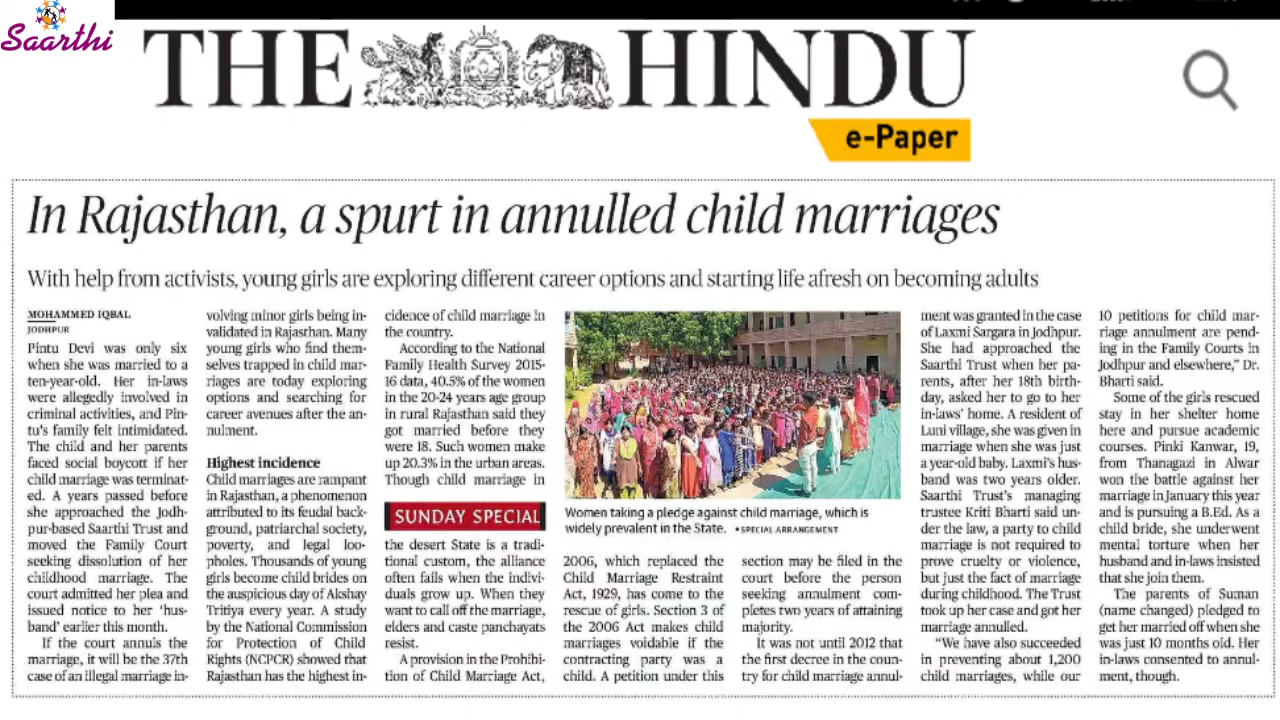 Saarthi
THE HINDU
e-Paper
In Rajasthan, a spurt in annulled child marriages
With help from activists, young girls are exploring different career options and starting life afresh on becoming adults
MOHAMMED IQBAL
JODHPUR
Pintu Devi was only six
when she was married to a
ten-year-old. Her in-laws
were allegedly involved in
criminal activities, and Pin-
tu's family felt intimidated.
The child and her parents
faced social boycott if her
child marriage was terminat-
ed. A years passed before
she approached the Jodh-
pur-based Saarthi Trust and
moved the Family Court
seeking dissolution of her
childhood marriage. The
court admitted her plea and
issued notice to her 'hus-
band' earlier this month.
If the court annuls the
marriage, it will be the 37th
case of an illegal marriage in-
volving minor girls being in-
validated in Rajasthan. Many
young girls who find them-
selves trapped in child mar-
riages are today exploring
options and searching for
career avenues after the an-
nulment.
Highest incidence
Child marriages are rampant
in Rajasthan, a phenomenon
attributed to its feudal back-
ground, patriarchal society,
poverty, and legal loo-
pholes. Thousands of young
girls become child brides on
the auspicious day of Akshay
Tritiya every year. A study
by the National Commission
for Protection of Child
Rights (NCPCR) showed that
Rajasthan has the highest in-
cidence of child marriage in
the country.
According to the National
Family Health Survey 2015-
16 data, 40.5% of the women
in the 20-24 years age group
in rural Rajasthan said they
got married before they
were 18. Such women make
up 20.3% in the urban areas.
Though child marriage in
SUNDAY SPECIAL
the desert State is a tradi-
tional custom, the alliance
often fails when the indivi-
duals grow up. When they
want to call off the marriage,
elders and caste panchayats
resist.
A provision in the Prohibi-
tion of Child Marriage Act,
Women taking a pledge against child marriage, which is
widely prevalent in the State. •SPECIAL ARRANGEMENT
2006, which replaced the
Child Marriage Restraint
Act, 1929, has come to the
rescue of girls. Section 3 of
the 2006 Act makes child
marriages voidable if the
contracting party was a
child. A petition under this
section may be filed in the
court before the person
seeking annulment com-
pletes two years of attaining
majority.
It was not until 2012 that
the first decree in the coun-
try for child marriage annul-
ment was granted in the case
of Laxmi Sargara in Jodhpur.
She had approached the
Saarthi Trust when her pa-
rents, after her 18th birth-
day, asked her to go to her
in-laws' home. A resident of
Luni village, she was given in
marriage when she was just
a year-old baby. Laxmi's hus-
band was two years older.
Saarthi Trust's managing
trustee Kriti Bharti said un-
der the law, a party to child
marriage is not required to
prove cruelty or violence,
but just the fact of marriage
during childhood. The Trust
took up her case and got her
marriage annulled.
"We have also succeeded
in preventing about 1,200
child marriages, while our
10 petitions for child mar-
riage annulment are pend-
ing in the Family Courts in
Jodhpur and elsewhere," Dr.
Bharti said.
Some of the girls rescued
stay in her shelter home
here and pursue academic
courses. Pinki Kanwar, 19,
from Thanagazi in Alwar
won the battle against her
marriage in January this year
and is pursuing a B.Ed. As a
child bride, she underwent
mental torture when her
husband and in-laws insisted
that she join them.
The parents of Suman
(name changed) pledged to
get her married off when she
was just 10 months old. Her
in-laws consented to annul-
ment, though.